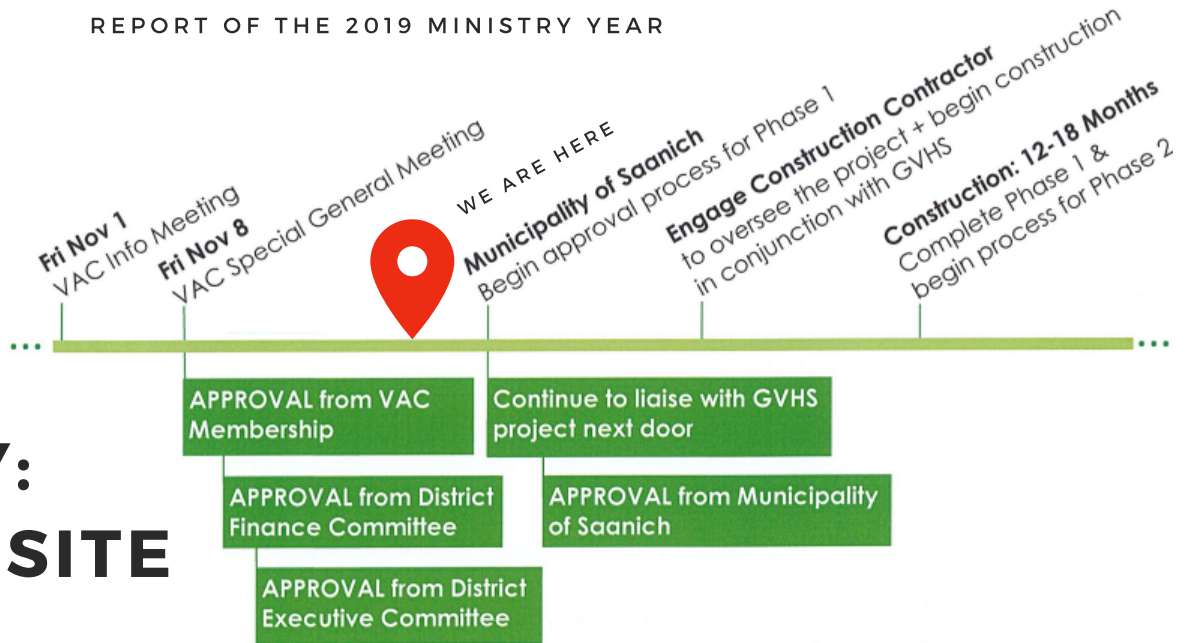 REPORT OF THE 2019 MINISTRY YEAR
Fri Nov 1
VAC Info Meeting
Fri Nov 8
VAC Special General Meeting
WE ARE HERE
Municipality of Saanich
Begin approval process for Phase 1
Engage Construction Contractor
to oversee the project + begin construction
in conjunction with GVHS
Construction: 12-18 Months
Complete Phase 1 &
begin process for Phase 2
APPROVAL from VAC
Membership
Continue to liaise with GVHS
project next door
APPROVAL from District
Finance Committee
APPROVAL from Municipality
of Saanich
APPROVAL from District
Executive Committee
SITE